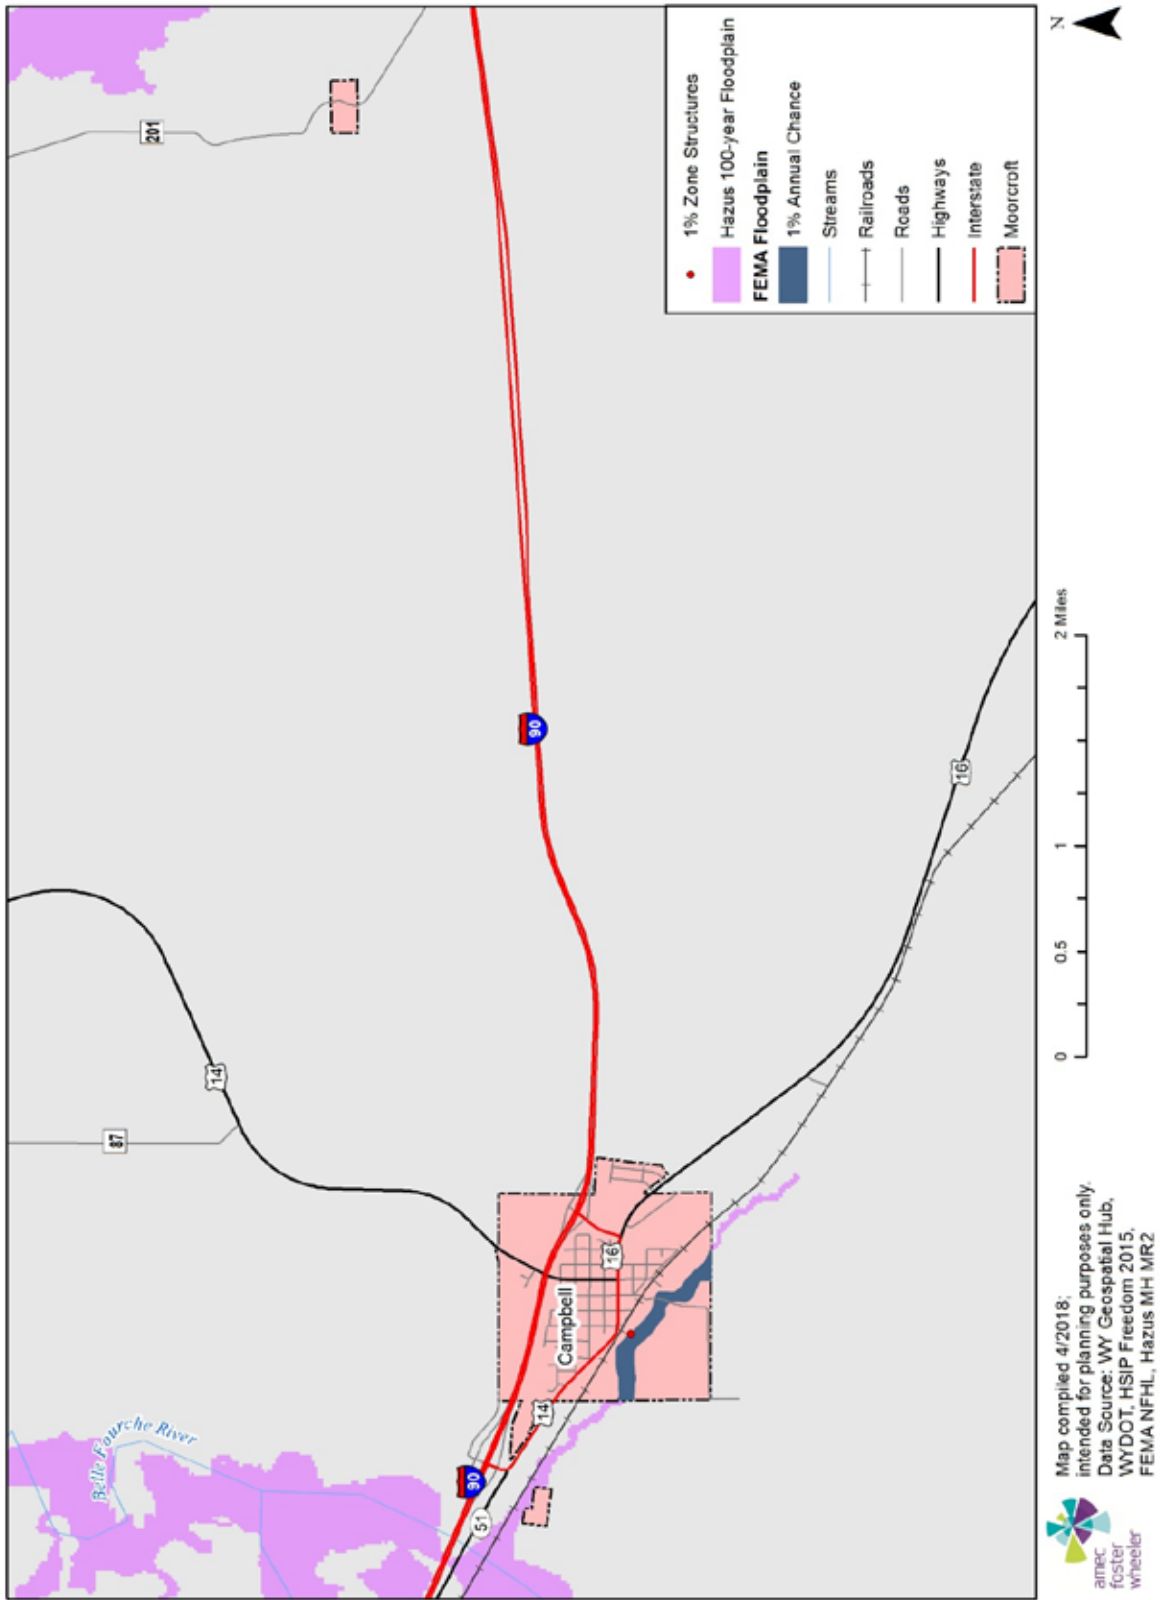 Belle Fourche River
201
87
14
90
90
51
14
Campbell
16
16
1% Zone Structures
Hazus 100-year Floodplain
FEMA Floodplain
1% Annual Chance
Streams
Railroads
Roads
Highways
Interstate
Moorcroft
amec
foster
wheeler
Map compiled 4/2018;
intended for planning purposes only.
Data Source: WY Geospatial Hub,
WYDOT, HSIP Freedom 2015,
FEMA NFHL, Hazus MH MR2
0 0.5 1 2 Miles
N